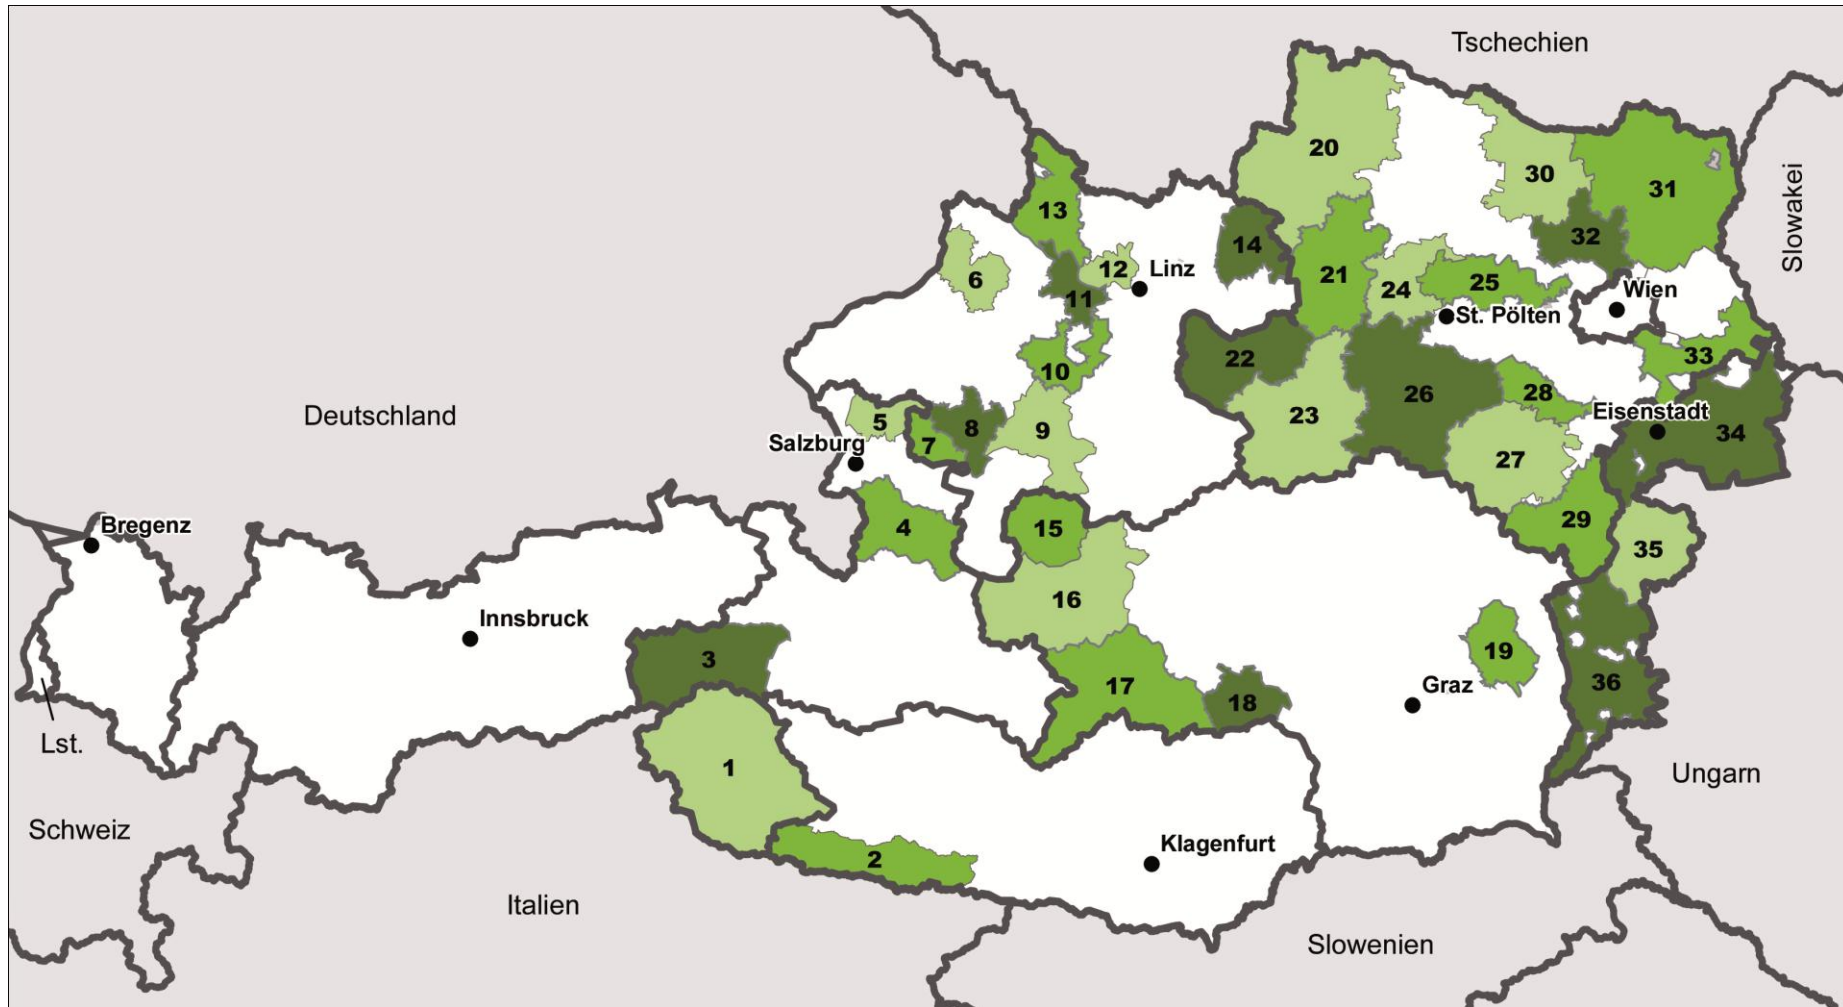 Tschechien
20
30
31
Slowakei
13
32
14
6
12
Linz
21
25
24
11
Wien
St. Pölten
22
33
10
26
28
Deutschland
23
Eisenstadt
5
8
9
34
7
Salzburg
27
Bregenz
4
15
29
35
16
Innsbruck
3
19
17
36
18
Graz
Lst.
1
Ungarn
Schweiz
Klagenfurt
2
Italien
Slowenien